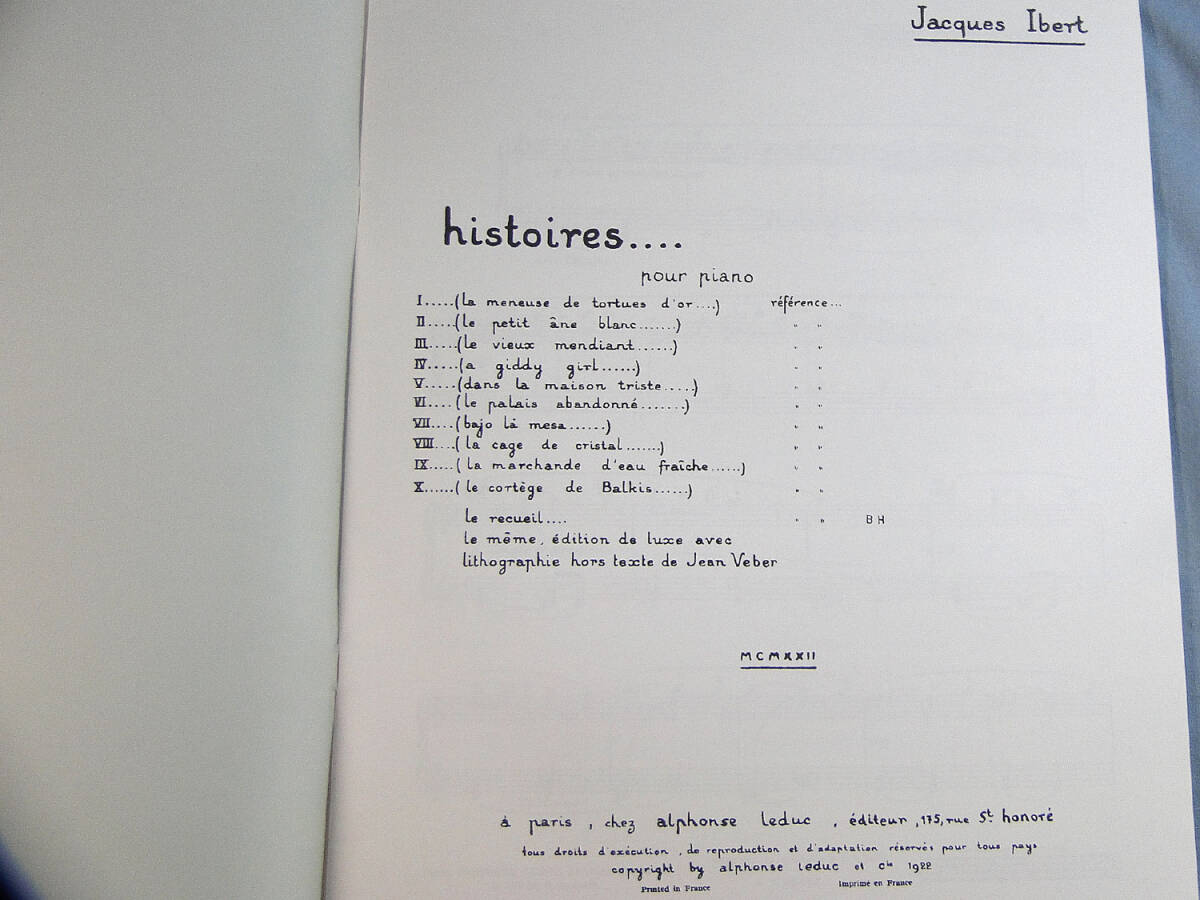 Jacques Ibert
histoires....
pour piano
I.....(la meneuse de tortues d'or....) référence...
II.....(le petit âne blanc.......) " "
III.....(le vieux mendiant......) " "
IV.....(a giddy girl......) " "
V.....(dans la maison triste.....) " "
VI....(le palais abandonné.......) " "
VII....(bajo là mesa......) " "
VIII....(la cage de cristal.......) " "
IX.....(la marchande d'eau fraîche......) " "
X......(le cortège de Balkis......) " "
le recueil.... " " BH
le même, édition de luxe avec
lithographie hors texte de Jean Veber
MCMXXII
à paris, chez alphonse leduc, éditeur, 175, rue St honoré
tous droits d'exécution, de reproduction et d'adaptation réservés pour tous pays
copyright by alphonse leduc et Cie 1922
Printed in France Imprimé en France